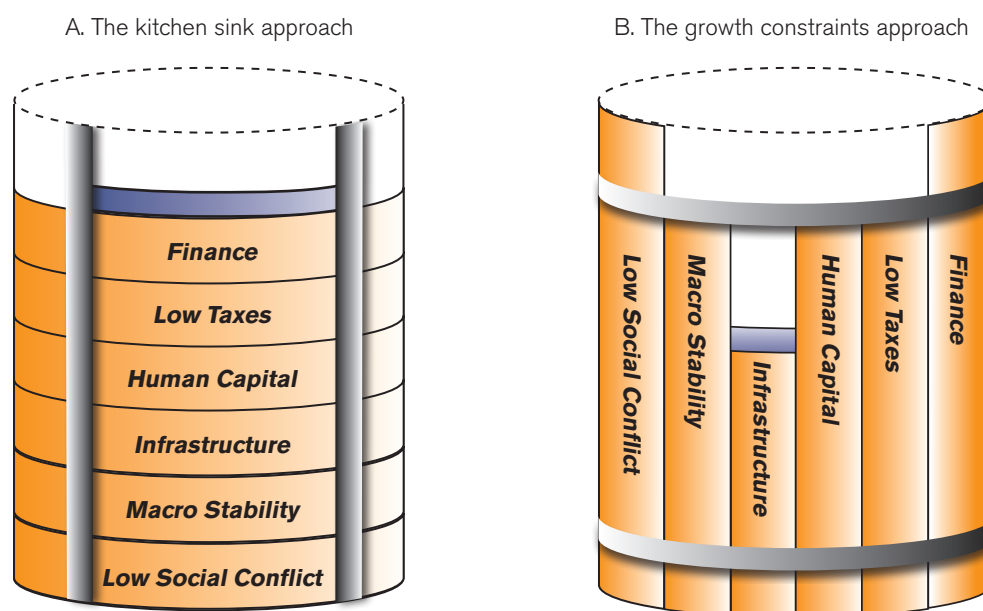 A. The kitchen sink approach
Finance
Low Taxes
Human Capital
Infrastructure
Macro Stability
Low Social Conflict
B. The growth constraints approach
Low Social Conflict
Macro Stability
Infrastructure
Human Capital
Low Taxes
Finance